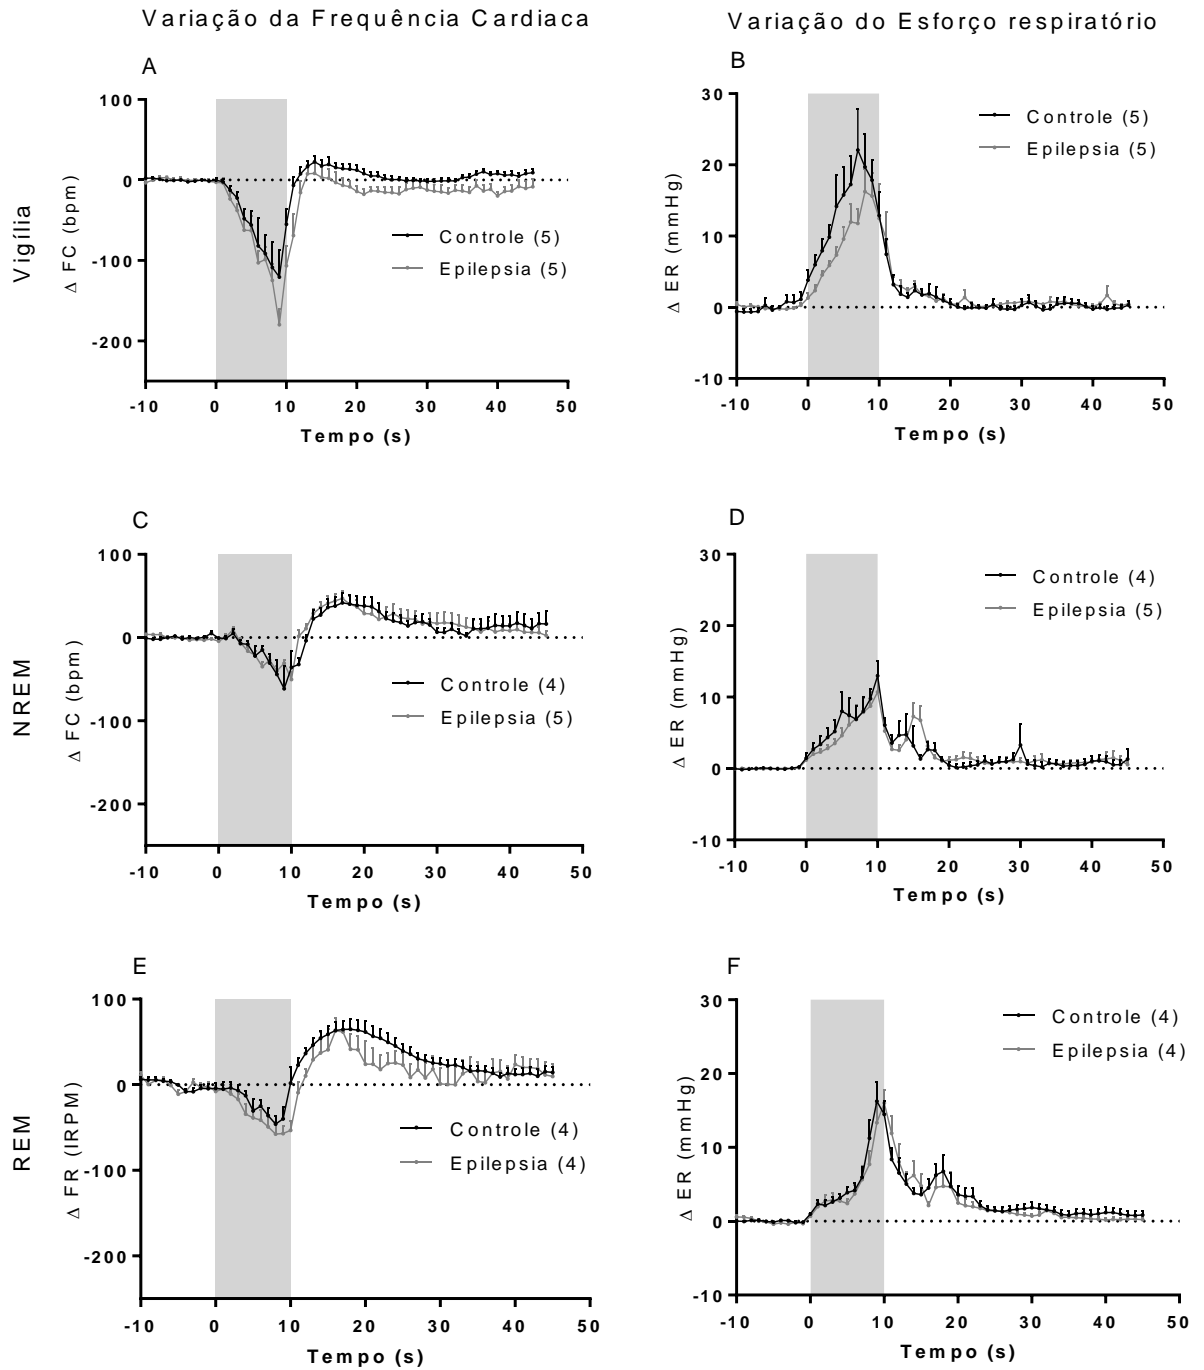 Variação da Frequência Cardiaca
Variação do Esforço respiratório
Vigília
A
100
0
-100
-200
Δ FC (bpm)
Controle (5)
Epilepsia (5)
-10 0 10 20 30 40 50
Tempo (s)
B
30
20
10
0
-10
Δ ER (mmHg)
Controle (5)
Epilepsia (5)
-10 0 10 20 30 40 50
Tempo (s)
NREM
C
100
0
-100
-200
Δ FC (bpm)
Controle (4)
Epilepsia (5)
-10 0 10 20 30 40 50
Tempo (s)
D
30
20
10
0
-10
Δ ER (mmHg)
Controle (4)
Epilepsia (5)
-10 0 10 20 30 40 50
Tempo (s)
REM
E
100
0
-100
-200
Δ FR (IRPM)
Controle (4)
Epilepsia (4)
-10 0 10 20 30 40 50
Tempo (s)
F
30
20
10
0
-10
Δ ER (mmHg)
Controle (4)
Epilepsia (4)
-10 0 10 20 30 40 50
Tempo (s)